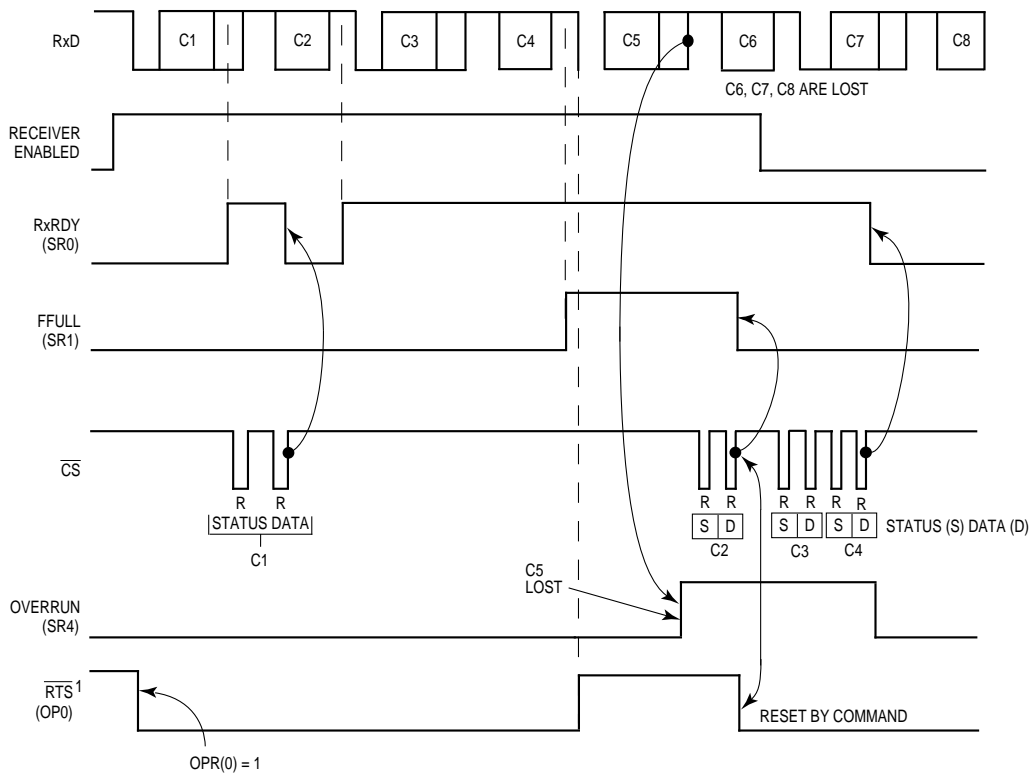 RxD
C1 C2 C3 C4 C5 C6 C7 C8
C6, C7, C8 ARE LOST
RECEIVER
ENABLED
RxRDY
(SR0)
FFULL
(SR1)
CS
R R
STATUS DATA
C1
R R R R R R
S D S D S D
STATUS (S) DATA (D)
C2 C3 C4
C5
LOST
OVERRUN
(SR4)
RTS 1
(OP0)
RESET BY COMMAND
OPR(0) = 1